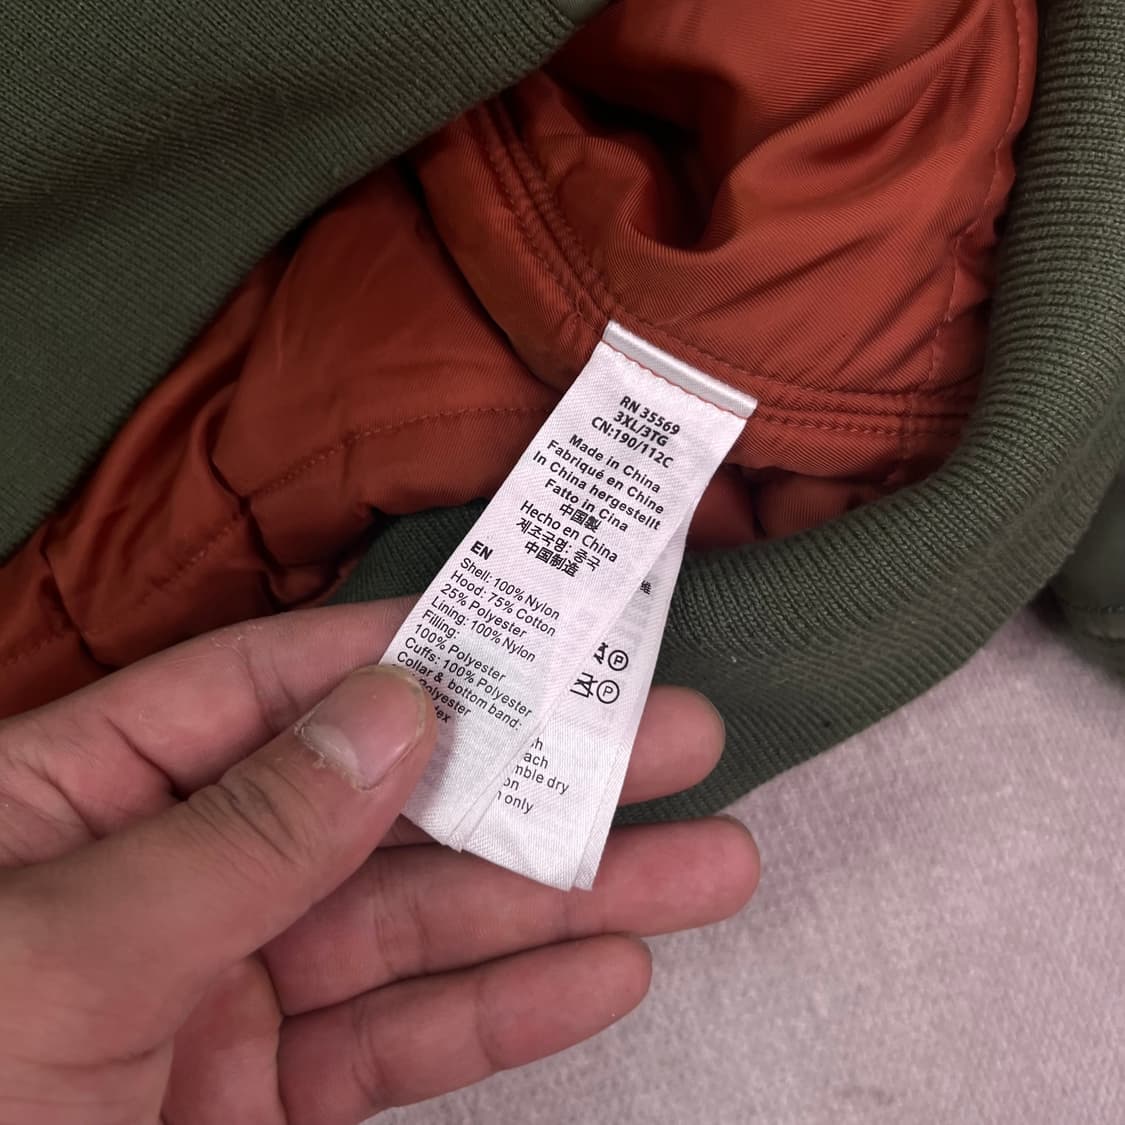 RN 35569
3XL/3TG
CN:190/112C
Made in China
Fabriqué en Chine
In China hergestellt
Fatto in Cina
中国製
Hecho en China
제조국명: 중국
中国制造
EN
Shell: 100% Nylon
Hood: 75% Cotton
25% Polyester
Lining: 100% Nylon
Filling:
100% Polyester
Cuffs: 100% Polyester
Collar & bottom band:
Polyester
維
P
P
dry
only